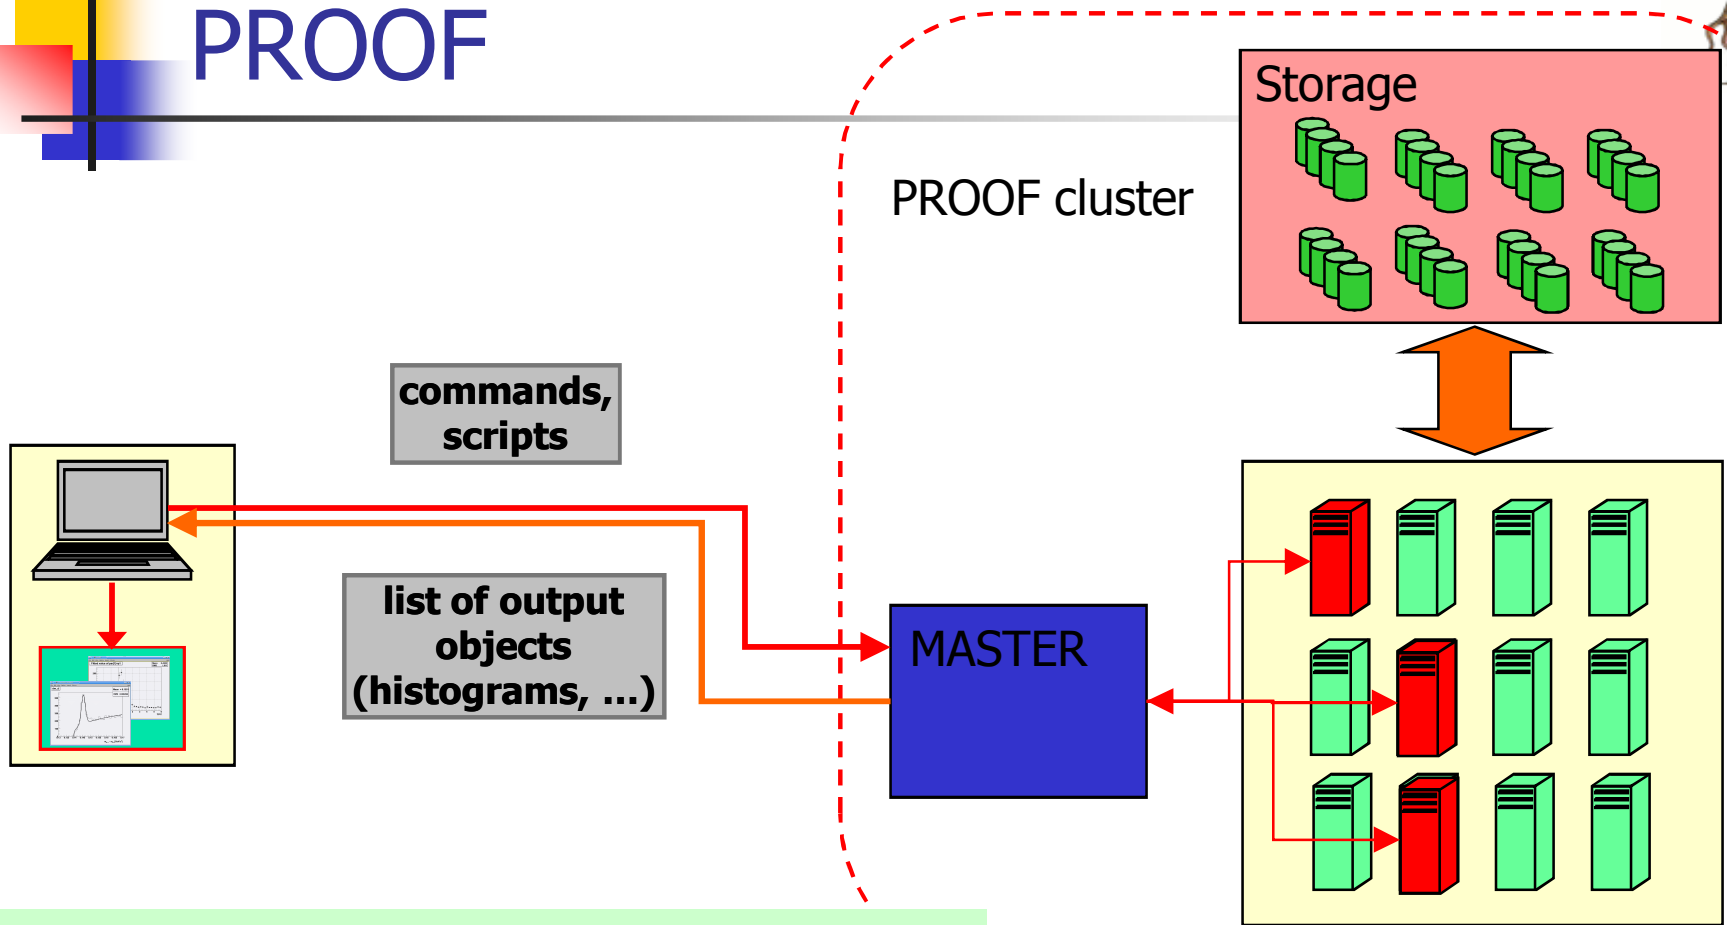 PROOF
Storage
PROOF cluster
commands,
scripts
list of output
objects
(histograms, ...)
MASTER